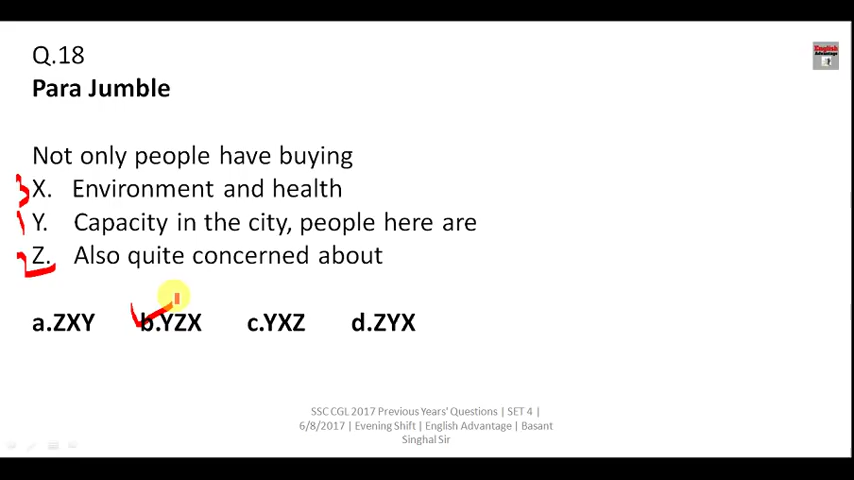 Q.18
English
Advantage
Para Jumble
Not only people have buying
X. Environment and health
Y. Capacity in the city, people here are
Z. Also quite concerned about
a.ZXY b.YZX c.YXZ d.ZYX
SSC CGL 2017 Previous Years' Questions | SET 4 |
6/8/2017 | Evening Shift | English Advantage | Basant
Singhal Sir